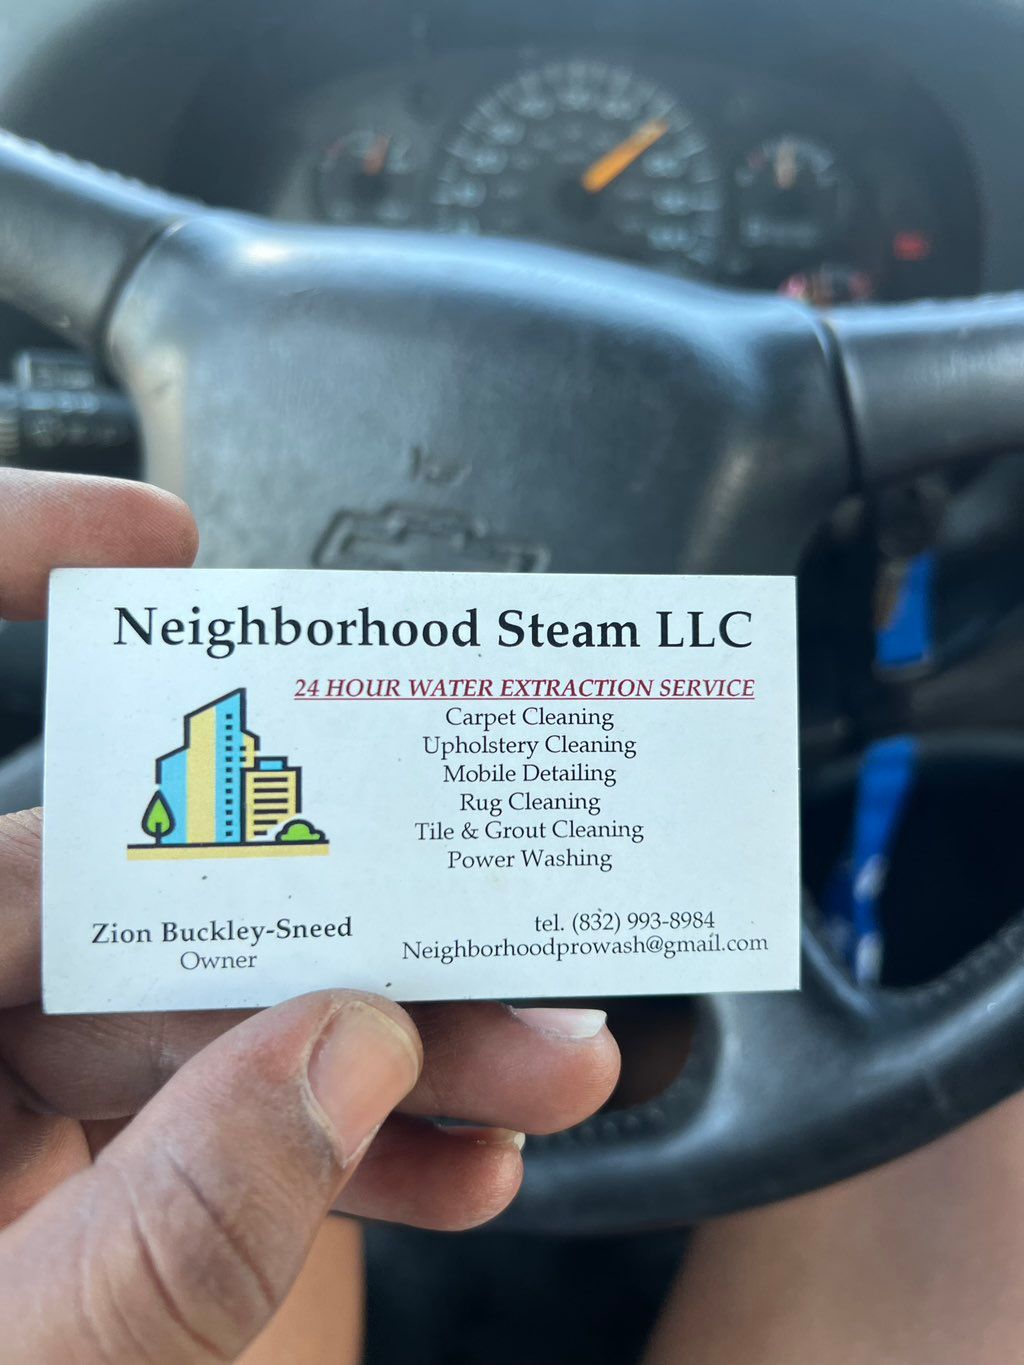 Neighborhood Steam LLC
24 HOUR WATER EXTRACTION SERVICE
Carpet Cleaning
Upholstery Cleaning
Mobile Detailing
Rug Cleaning
Tile & Grout Cleaning
Power Washing
Zion Buckley-Sneed
Owner
tel. (832) 993-8984
Neighborhoodprowash@gmail.com